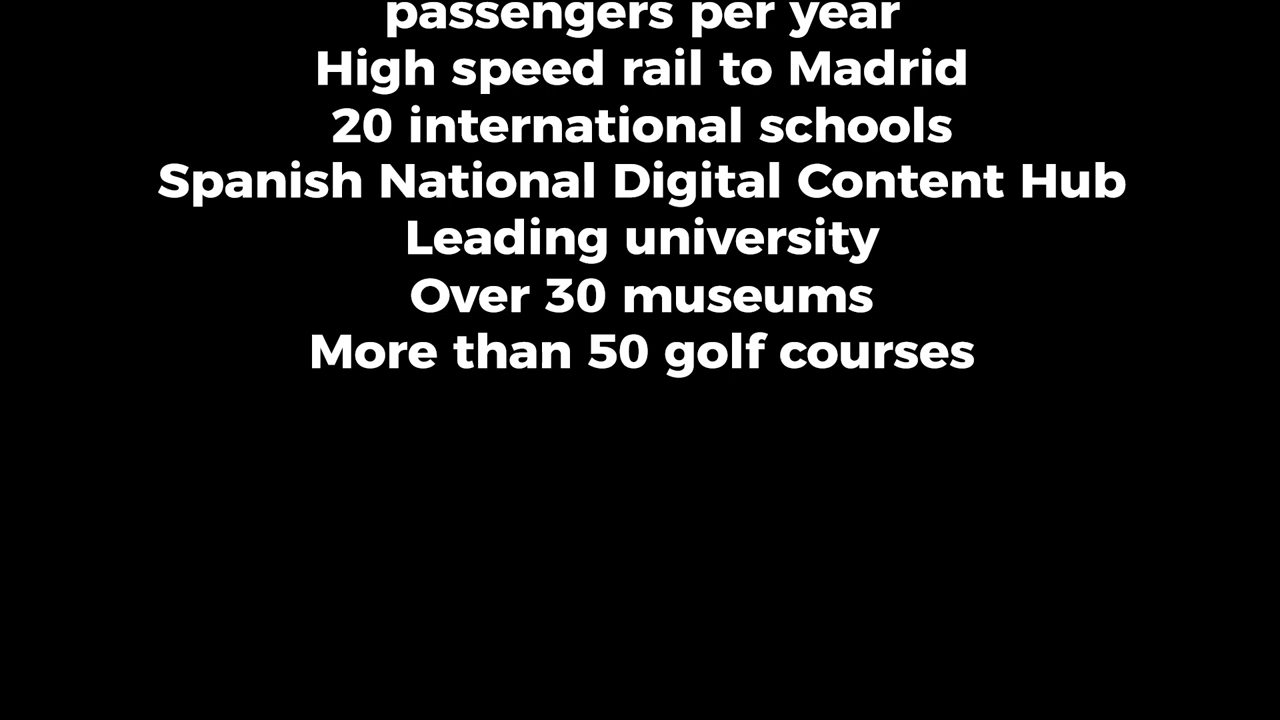 passengers per year
High speed rail to Madrid
20 international schools
Spanish National Digital Content Hub
Leading university
Over 30 museums
More than 50 golf courses